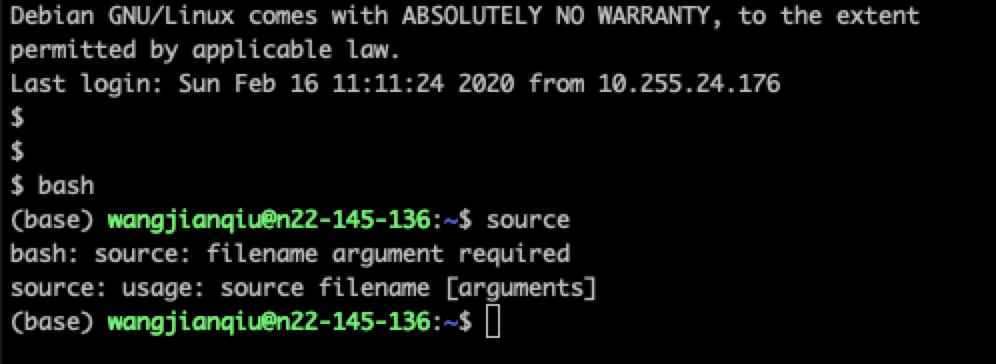 Debian GNU/Linux comes with ABSOLUTELY NO WARRANTY, to the extent
permitted by applicable law.
Last login: Sun Feb 16 11:11:24 2020 from 10.255.24.176
$
$
$ bash
(base) wangjianqiu@n22-145-136:~$ source
bash: source: filename argument required
source: usage: source filename [arguments]
(base) wangjianqiu@n22-145-136:~$